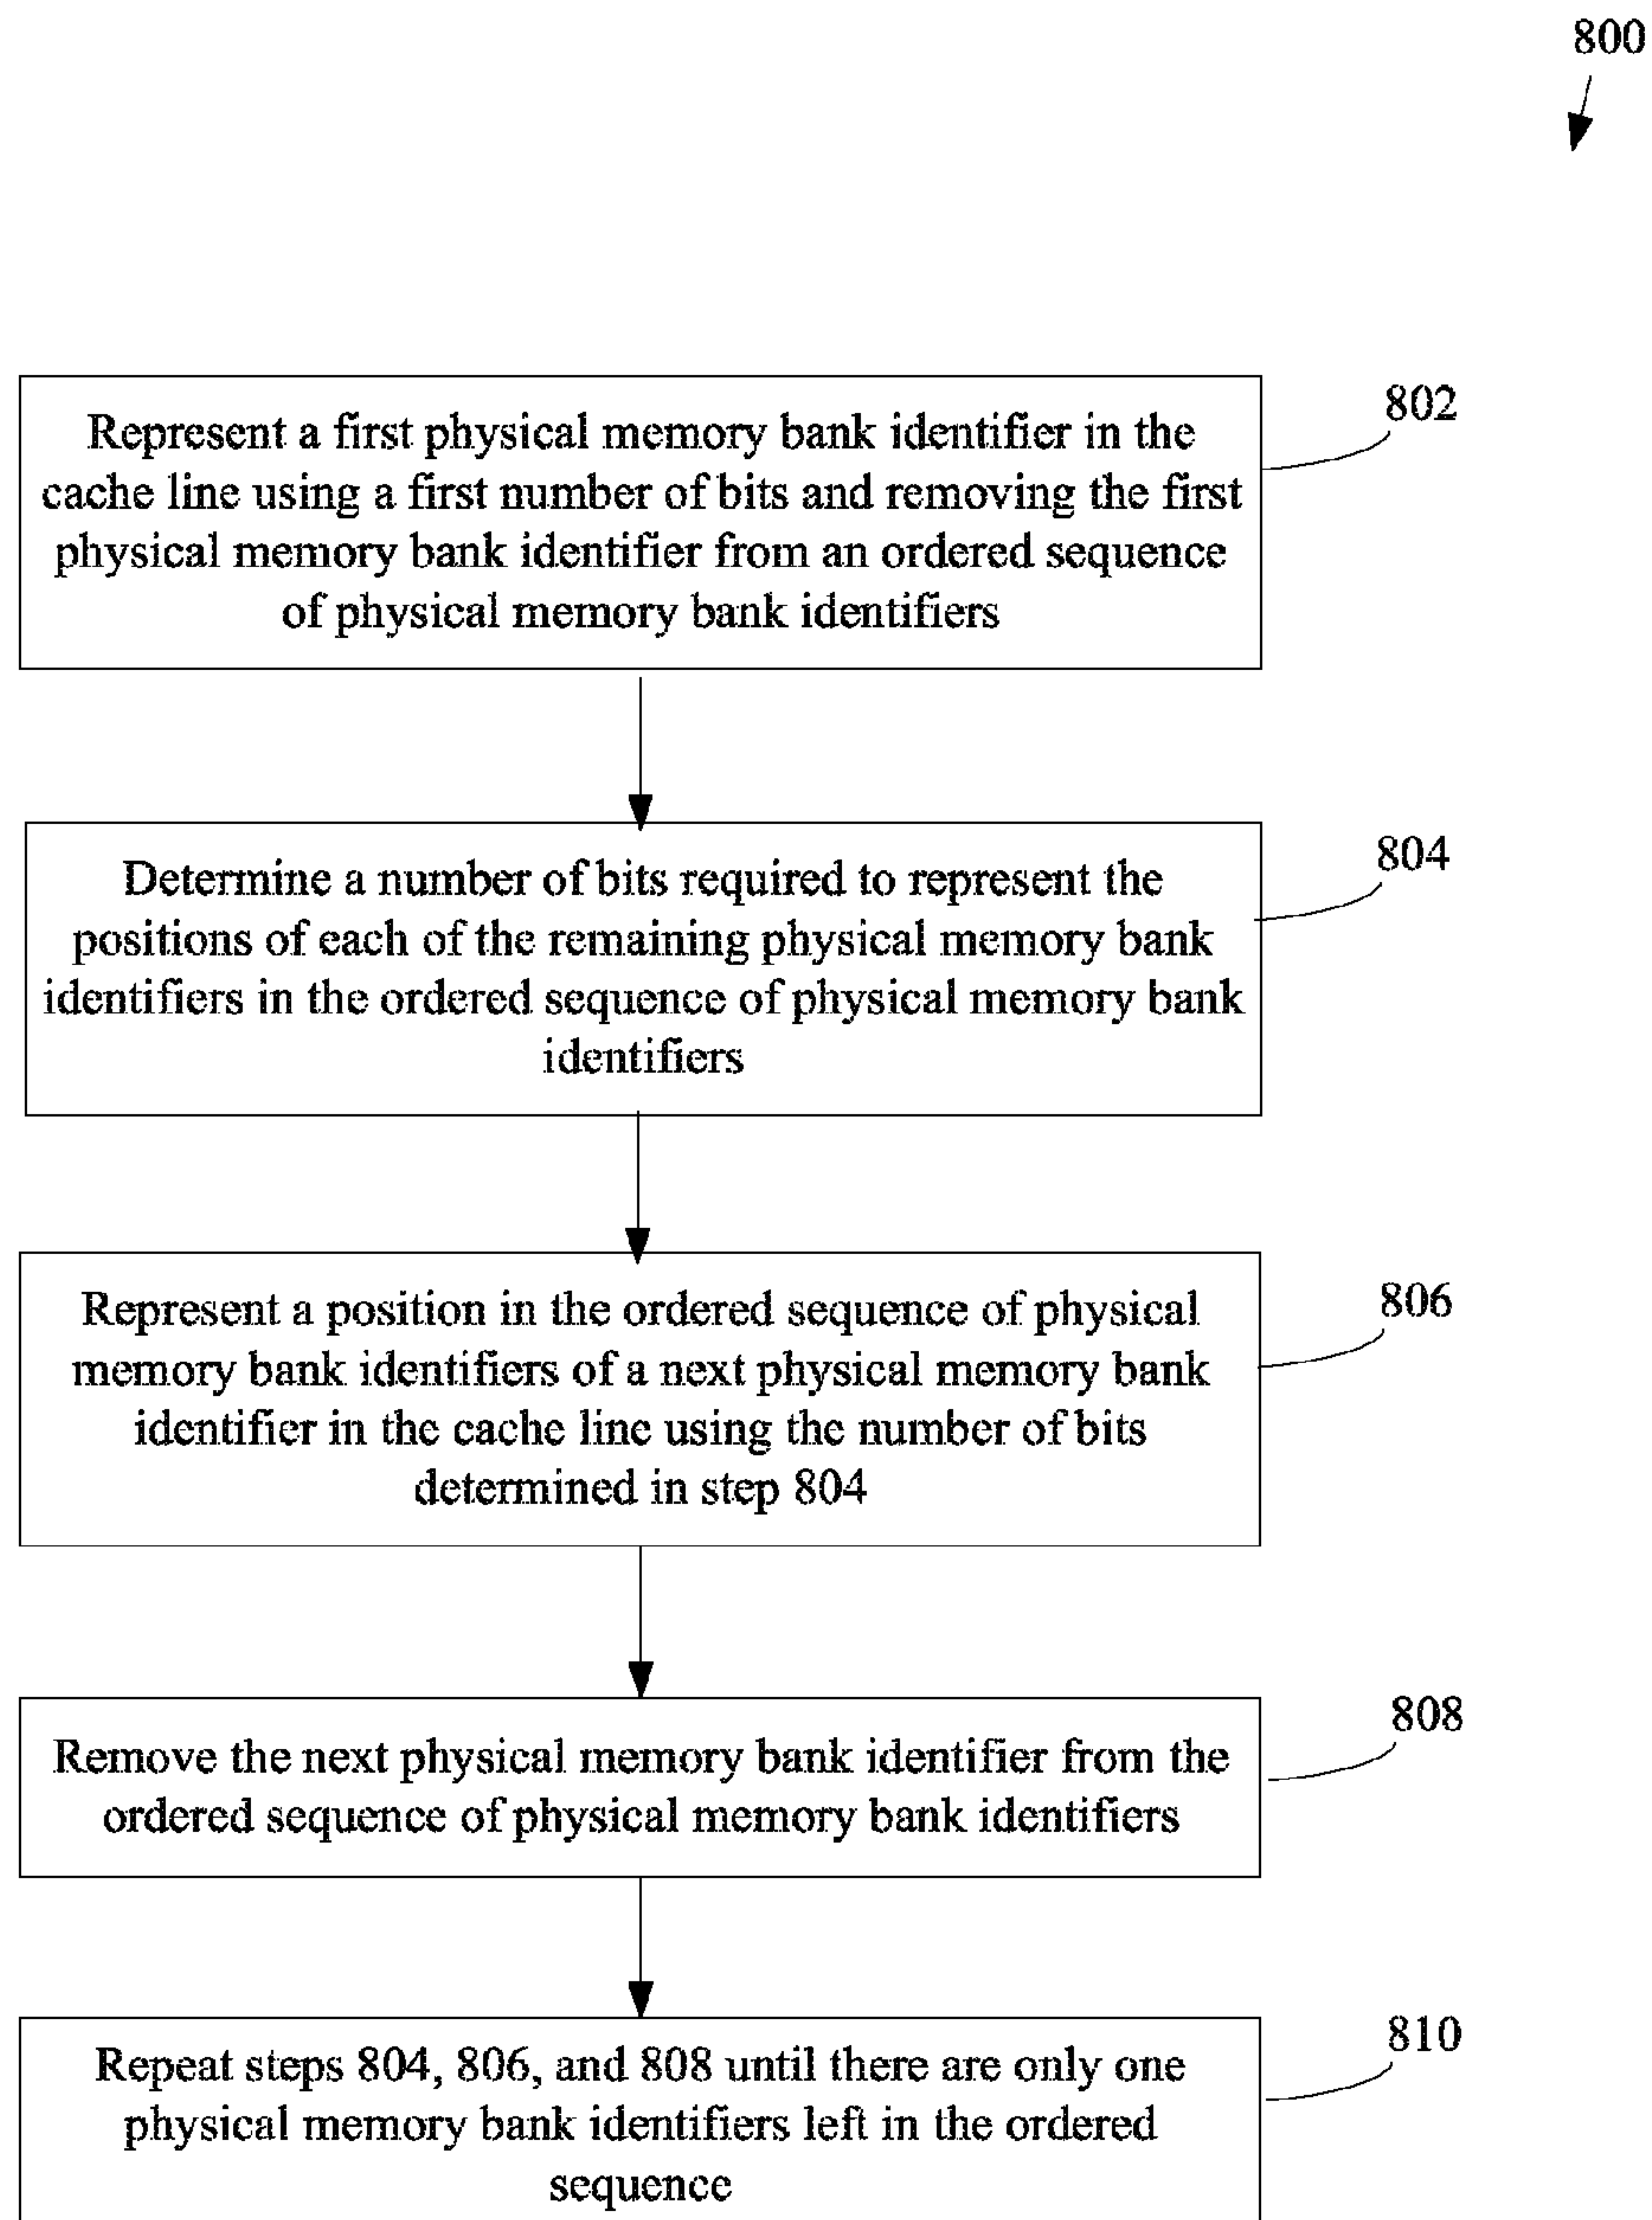 800
Represent a first physical memory bank identifier in the
cache line using a first number of bits and removing the first
physical memory bank identifier from an ordered sequence
of physical memory bank identifiers
802
Determine a number of bits required to represent the
positions of each of the remaining physical memory bank
identifiers in the ordered sequence of physical memory bank
identifiers
804
Represent a position in the ordered sequence of physical
memory bank identifiers of a next physical memory bank
identifier in the cache line using the number of bits
determined in step 804
806
Remove the next physical memory bank identifier from the
ordered sequence of physical memory bank identifiers
808
Repeat steps 804, 806, and 808 until there are only one
physical memory bank identifiers left in the ordered
sequence
810